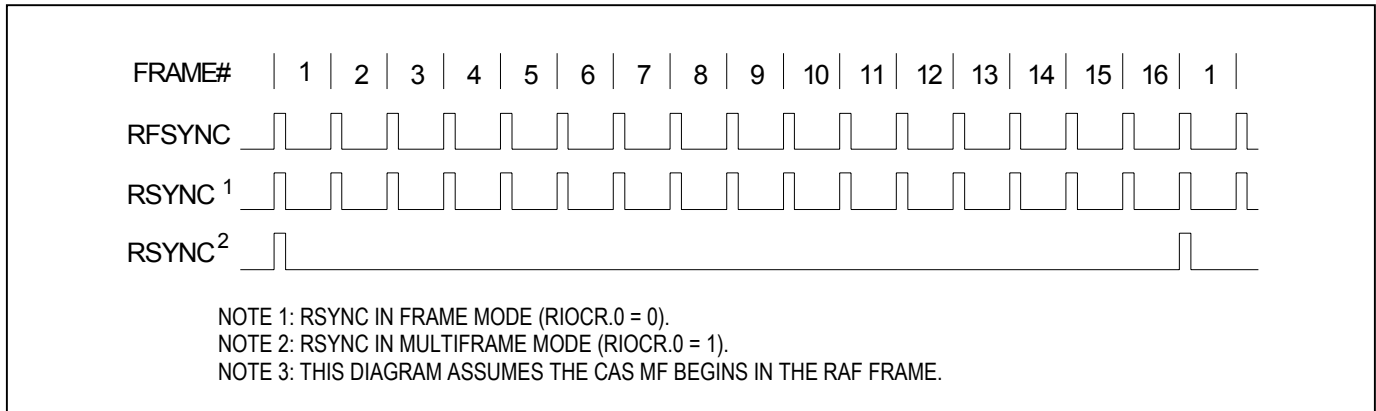 FRAME# 1 2 3 4 5 6 7 8 9 10 11 12 13 14 15 16 1
RFSYNC
RSYNC 1
RSYNC2
NOTE 1: RSYNC IN FRAME MODE (RIOCR.0 = 0).
NOTE 2: RSYNC IN MULTIFRAME MODE (RIOCR.0 = 1).
NOTE 3: THIS DIAGRAM ASSUMES THE CAS MF BEGINS IN THE RAF FRAME.